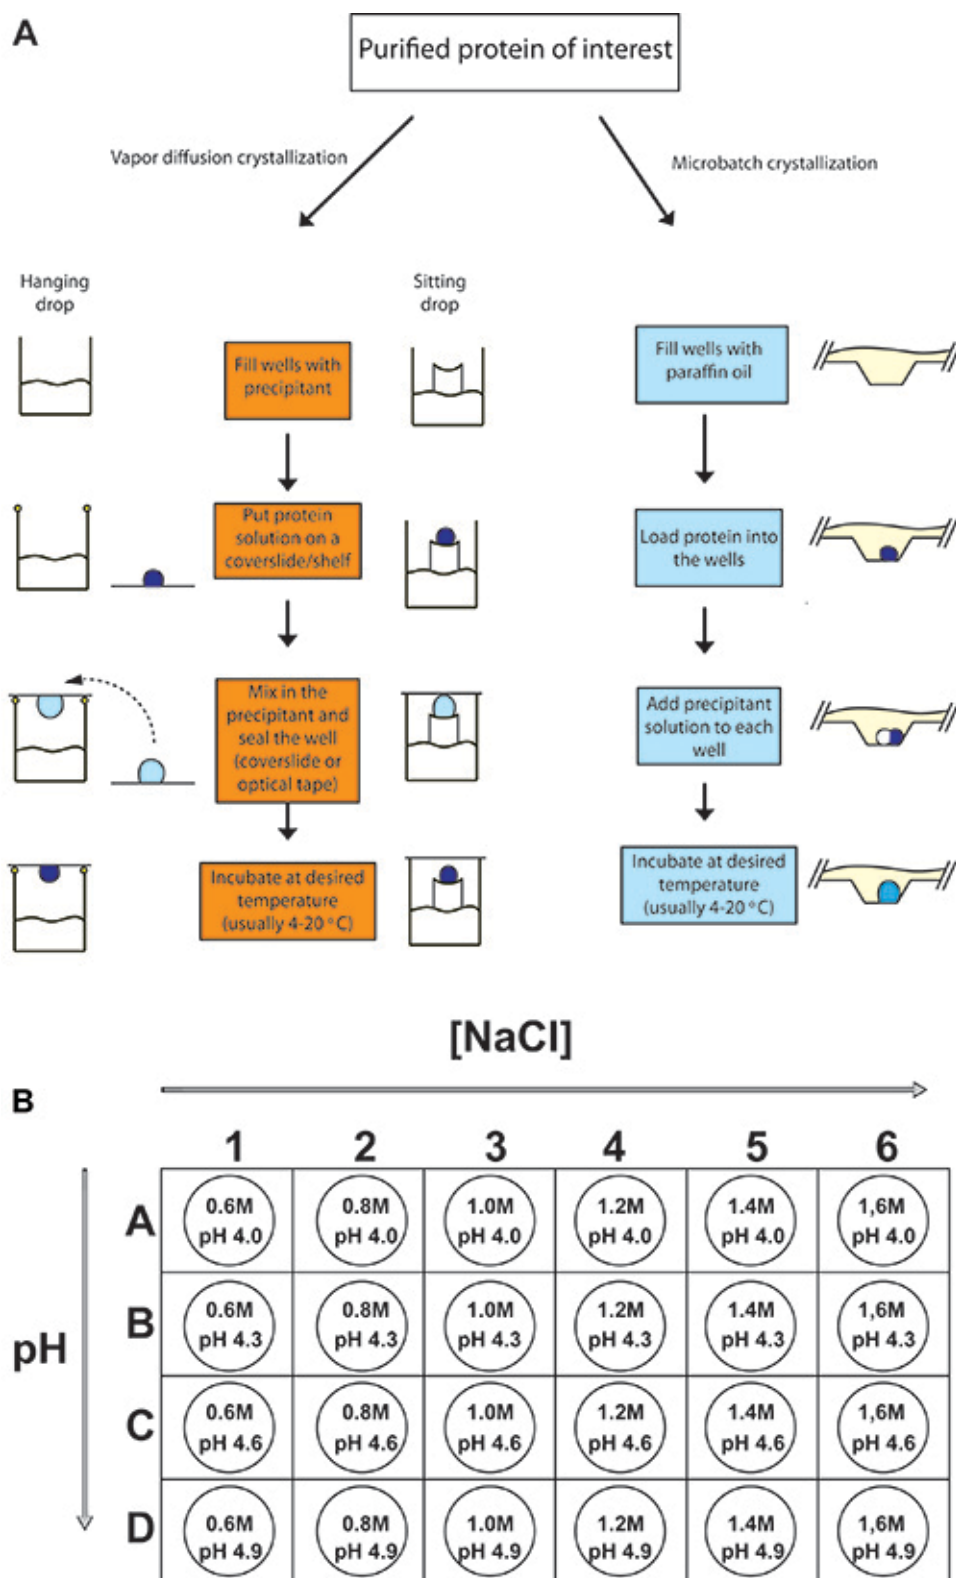 A
Purified protein of interest
Vapor diffusion crystallization
Microbatch crystallization
Hanging
drop
Sitting
drop
Fill wells with
precipitant
Fill wells with
paraffin oil
Put protein
solution on a
coverslide/shelf
Load protein into
the wells
Mix in the
precipitant and
seal the well
(coverslide or
optical tape)
Add precipitant
solution to each
well
Incubate at desired
temperature
(usually 4-20 °C)
Incubate at desired
temperature
(usually 4-20 °C)
[NaCl]
B
1 2 3 4 5 6
pH
A
0.6M 0.8M 1.0M 1.2M 1.4M 1,6M
pH 4.0 pH 4.0 pH 4.0 pH 4.0 pH 4.0 pH 4.0
B
0.6M 0.8M 1.0M 1.2M 1.4M 1,6M
pH 4.3 pH 4.3 pH 4.3 pH 4.3 pH 4.3 pH 4.3
C
0.6M 0.8M 1.0M 1.2M 1.4M 1,6M
pH 4.6 pH 4.6 pH 4.6 pH 4.6 pH 4.6 pH 4.6
D
0.6M 0.8M 1.0M 1.2M 1.4M 1,6M
pH 4.9 pH 4.9 pH 4.9 pH 4.9 pH 4.9 pH 4.9